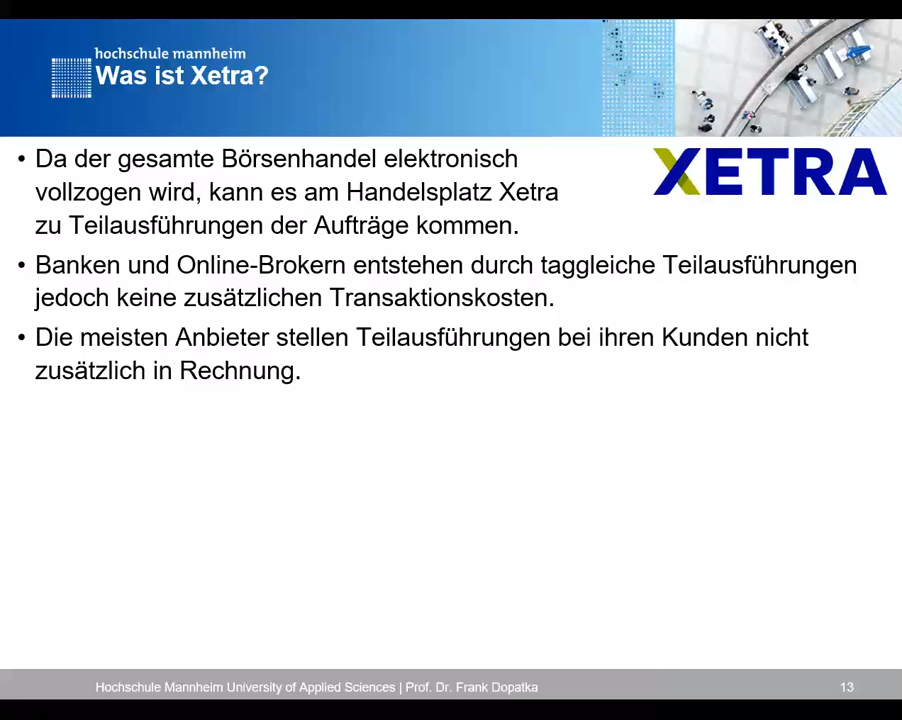 hochschule mannheim
Was ist Xetra?
XETRA
• Da der gesamte Börsenhandel elektronisch
vollzogen wird, kann es am Handelsplatz Xetra
zu Teilausführungen der Aufträge kommen.
• Banken und Online-Brokern entstehen durch taggleiche Teilausführungen
jedoch keine zusätzlichen Transaktionskosten.
• Die meisten Anbieter stellen Teilausführungen bei ihren Kunden nicht
zusätzlich in Rechnung.
Hochschule Mannheim University of Applied Sciences | Prof. Dr. Frank Dopatka
13